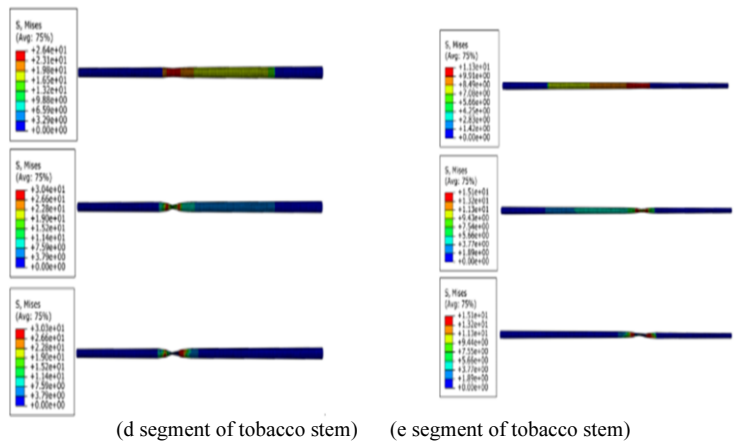 S, Mises
(Avg: 75%)
+2.64e+01
+2.31e+01
+1.98e+01
+1.65e+01
+1.32e+01
+9.88e+00
+6.59e+00
+3.29e+00
+0.00e+00
S, Mises
(Avg: 75%)
+3.04e+01
+2.66e+01
+2.28e+01
+1.90e+01
+1.52e+01
+1.14e+01
+7.59e+00
+3.79e+00
+0.00e+00
S, Mises
(Avg: 75%)
+3.03e+01
+2.66e+01
+2.28e+01
+1.90e+01
+1.52e+01
+1.14e+01
+7.59e+00
+3.79e+00
+0.00e+00
(d segment of tobacco stem)
S, Mises
(Avg: 75%)
+1.13e+01
+9.91e+00
+8.49e+00
+7.08e+00
+5.66e+00
+4.25e+00
+2.83e+00
+1.42e+00
+0.00e+00
S, Mises
(Avg: 75%)
+1.51e+01
+1.32e+01
+1.13e+01
+9.43e+00
+7.54e+00
+5.66e+00
+3.77e+00
+1.89e+00
+0.00e+00
S, Mises
(Avg: 75%)
+1.51e+01
+1.32e+01
+1.13e+01
+9.44e+00
+7.55e+00
+5.66e+00
+3.77e+00
+1.89e+00
+0.00e+00
(e segment of tobacco stem)